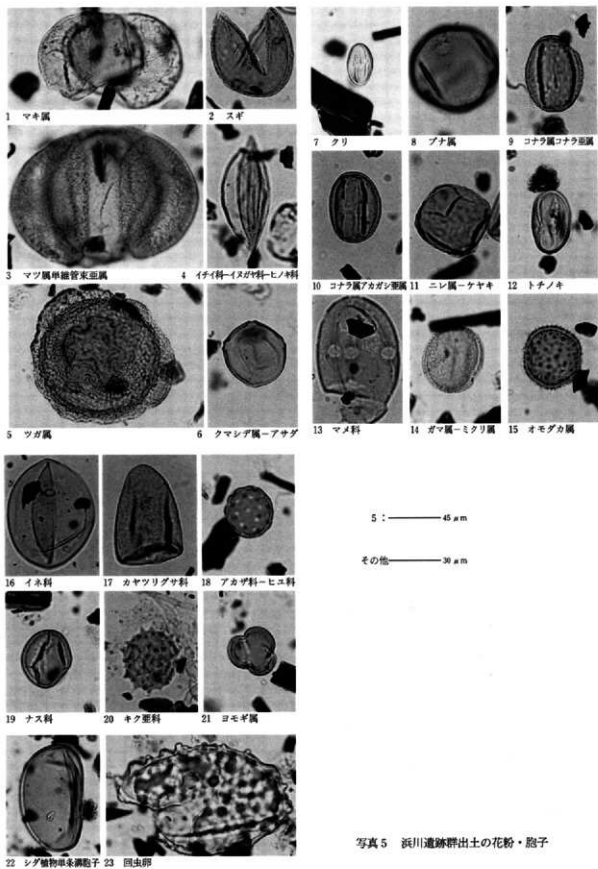 1 マキ属
2 スギ
3 マツ属単維管束亜属
4 イチイ科-イヌガヤ科-ヒノキ科
5 ツガ属
6 クマシデ属-アサダ
7 クリ
8 ブナ属
9 コナラ属コナラ亜属
10 コナラ属アカガシ亜属
11 ニレ属-ケヤキ
12 トチノキ
13 マメ科
14 ガマ属-ミクリ属
15 オモダカ属
16 イネ科
17 カヤツリグサ科
18 アカザ科-ヒユ科
19 ナス科
20 キク亜科
21 ヨモギ属
22 シダ植物単条溝胞子
23 回虫卵
5: 45μm
その他 30μm
写真5 浜川遺跡群出土の花粉・胞子